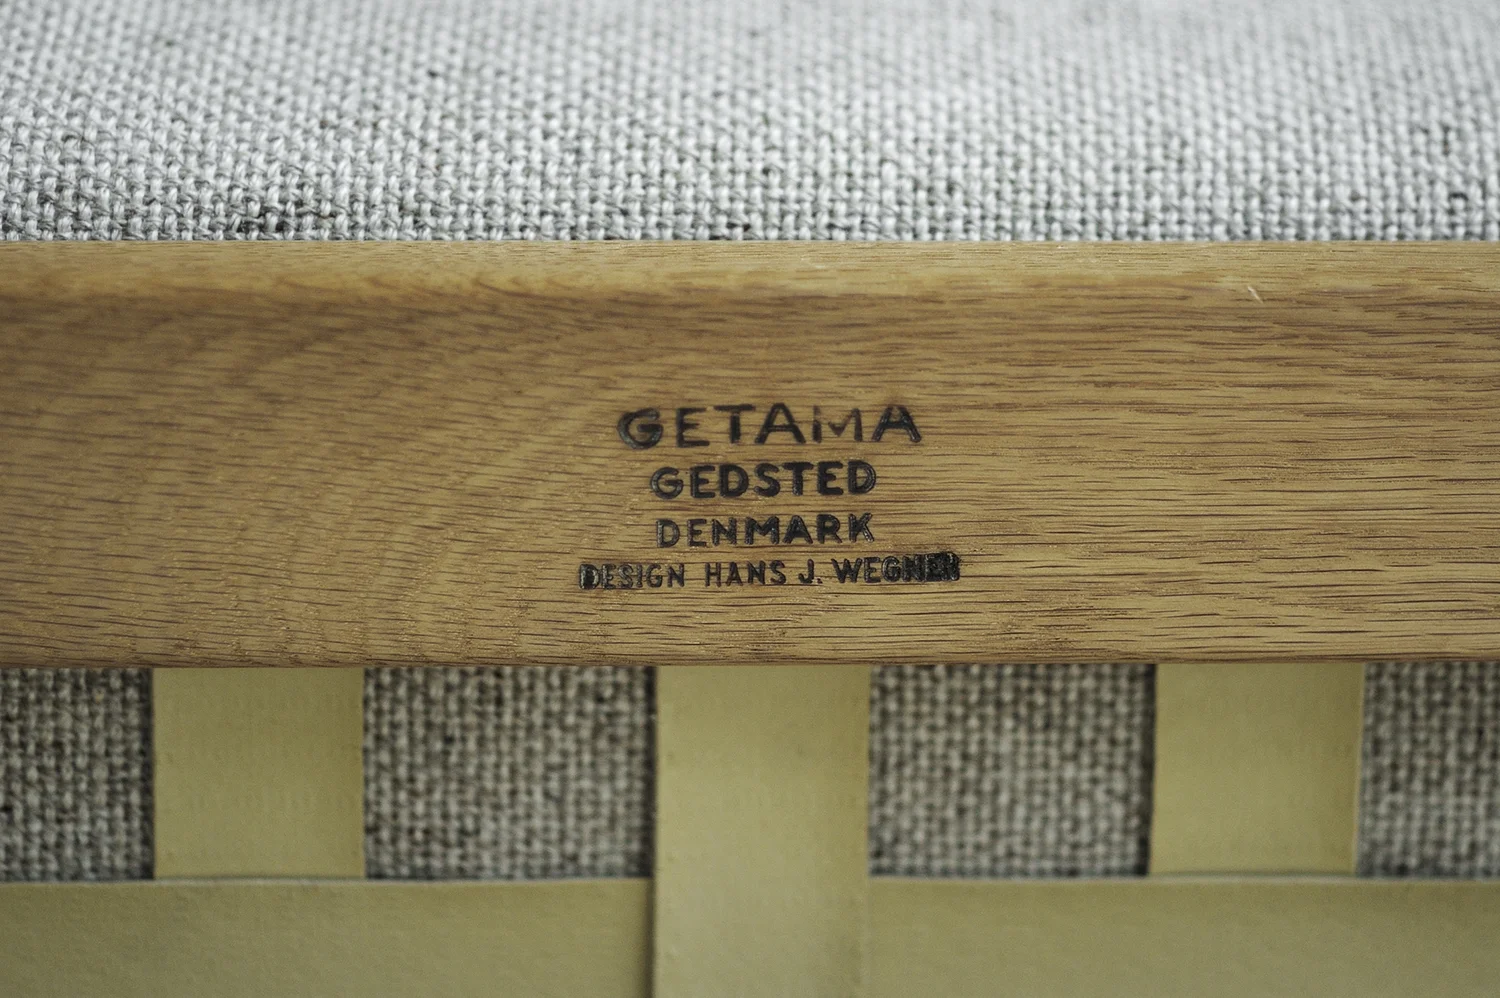 GETAMA
GEDSTED
DENMARK
DESIGN HANS J. WEGNER